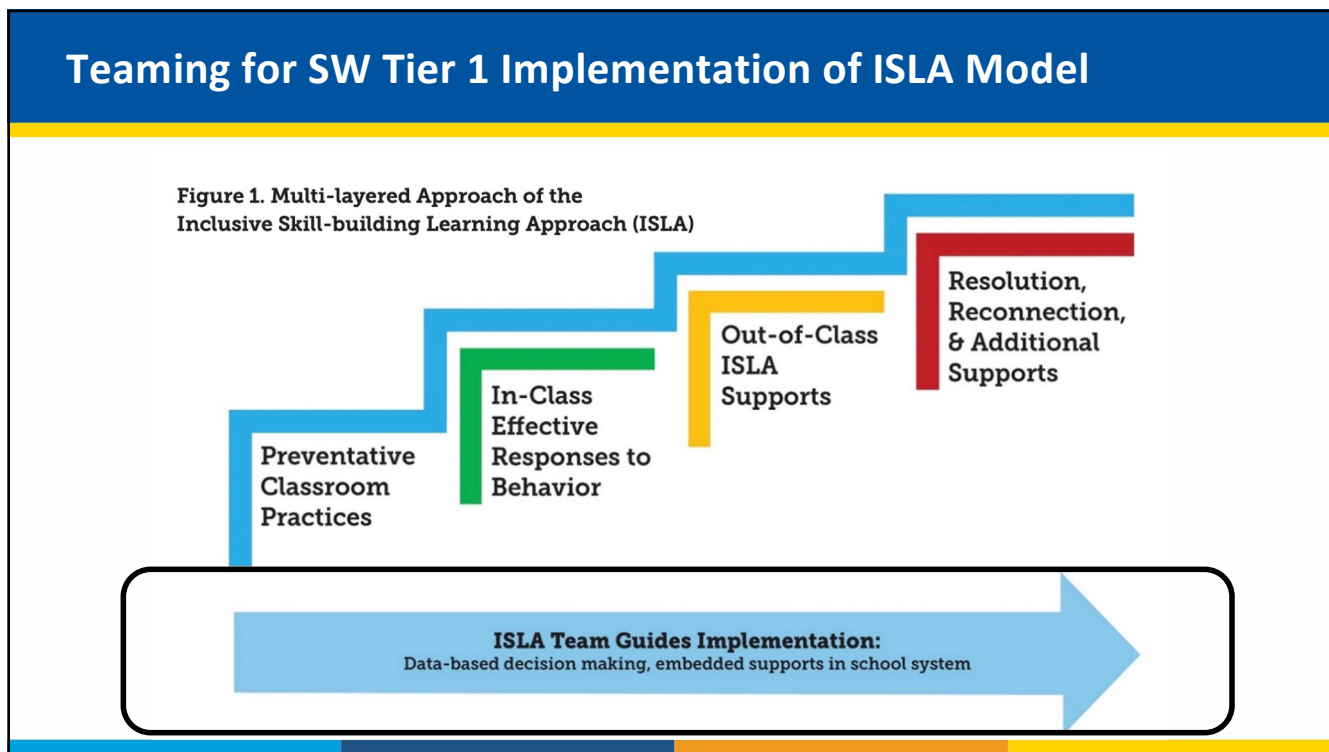 Teaming for SW Tier 1 Implementation of ISLA Model
Figure 1. Multi-layered Approach of the
Inclusive Skill-building Learning Approach (ISLA)
Preventative
Classroom
Practices
In-Class
Effective
Responses to
Behavior
Out-of-Class
ISLA
Supports
Resolution,
Reconnection,
& Additional
Supports
ISLA Team Guides Implementation:
Data-based decision making, embedded supports in school system